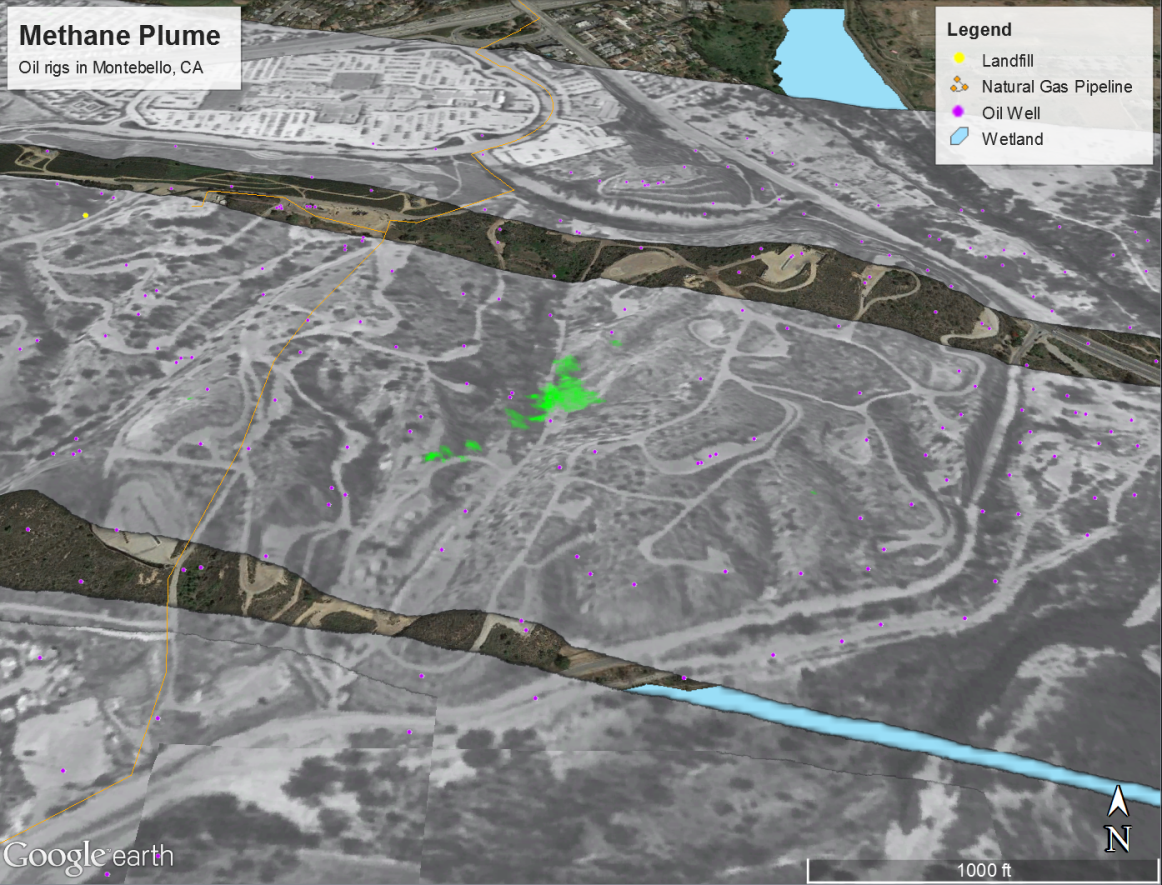 Methane Plume
Oil rigs in Montebello, CA
Legend
Landfill
Natural Gas Pipeline
Oil Well
Wetland
N
Google earth
1000 ft